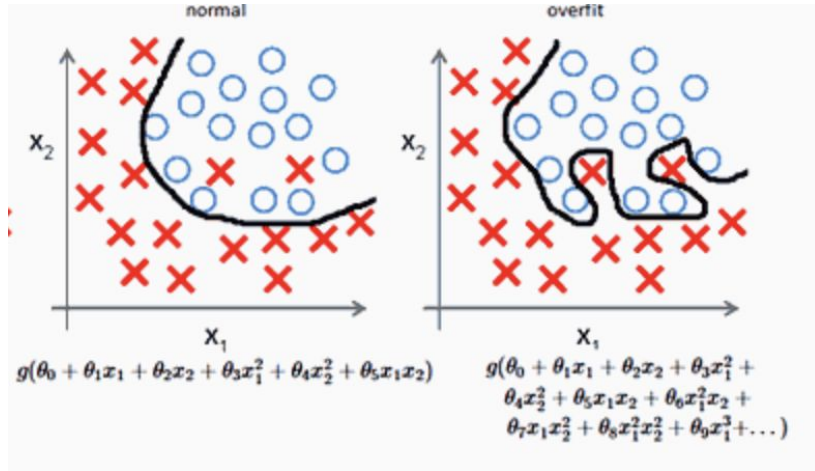 normal
overfit
X₂
X₁
g(θ₀ + θ₁x₁ + θ₂x₂ + θ₃x₁² + θ₄x₂² + θ₅x₁x₂)
X₂
X₁
g(θ₀ + θ₁x₁ + θ₂x₂ + θ₃x₁² +
θ₄x₂² + θ₅x₁x₂ + θ₆x₁²x₂ +
θ₇x₁x₂² + θ₈x₁²x₂² + θ₉x₁³+...)